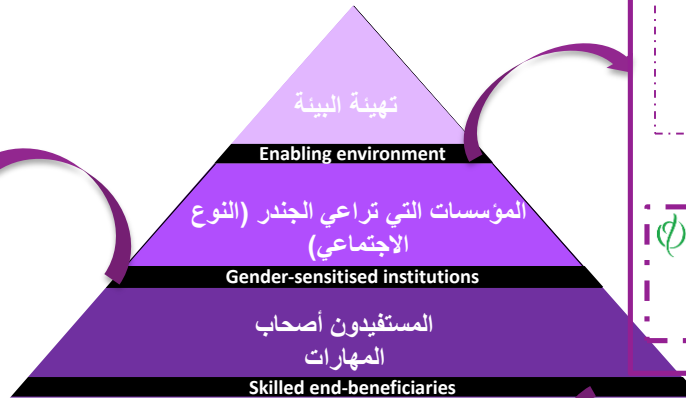 تهيئة البيئة
Enabling environment
المؤسسات التي تراعي الجندر (النوع
الاجتماعي)
Gender-sensitised institutions
المستفيدون أصحاب
المهارات
Skilled end-beneficiaries